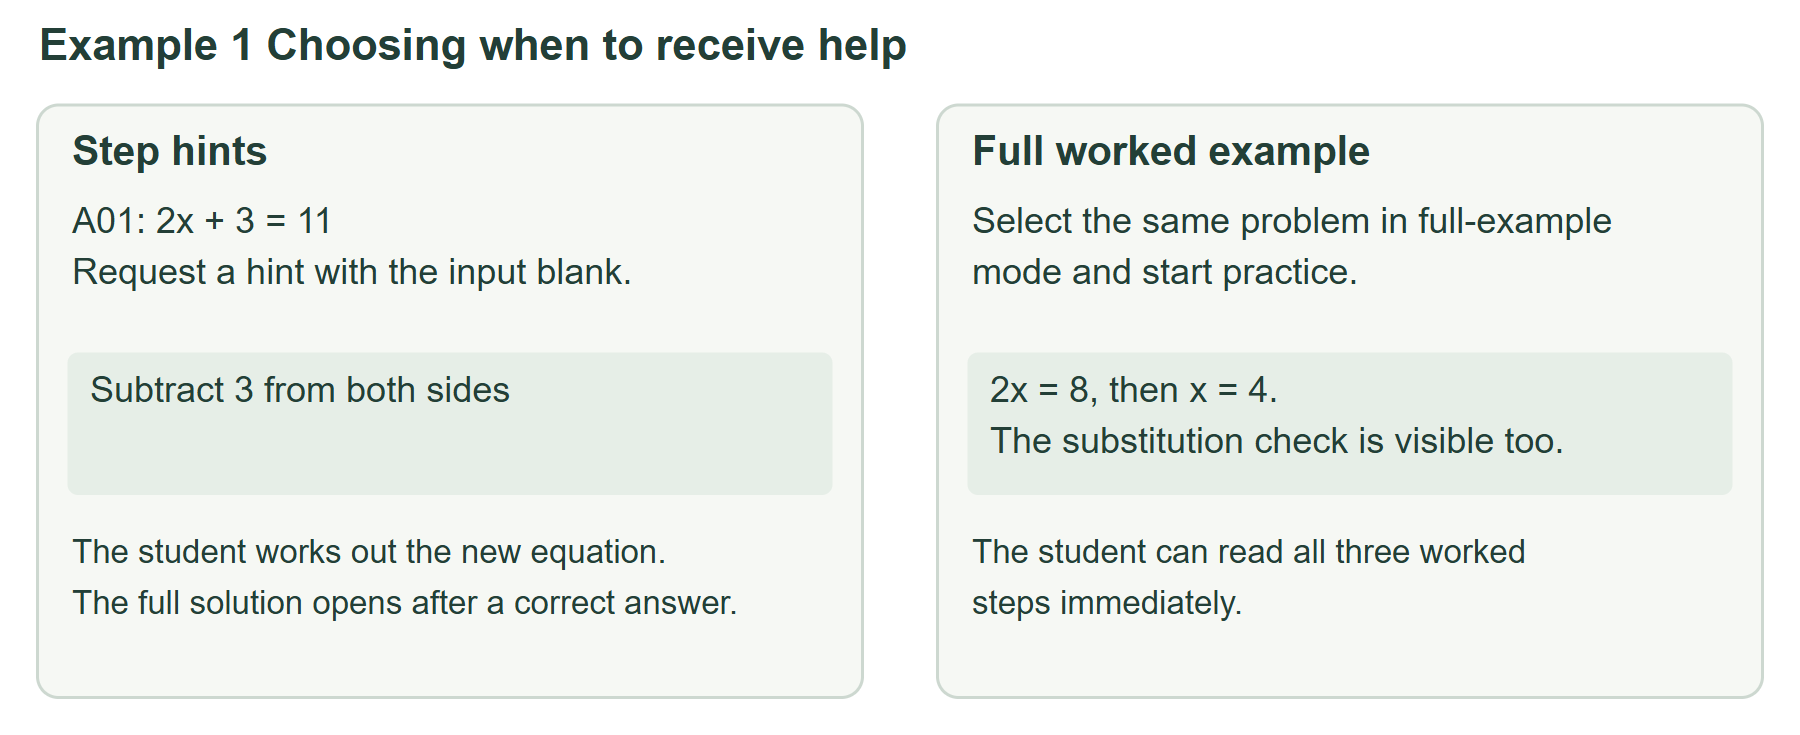 Example 1 Choosing when to receive help
Step hints
A01: 2x + 3 = 11
Request a hint with the input blank.
Subtract 3 from both sides
The student works out the new equation.
The full solution opens after a correct answer.
Full worked example
Select the same problem in full-example
mode and start practice.
2x = 8, then x = 4.
The substitution check is visible too.
The student can read all three worked
steps immediately.